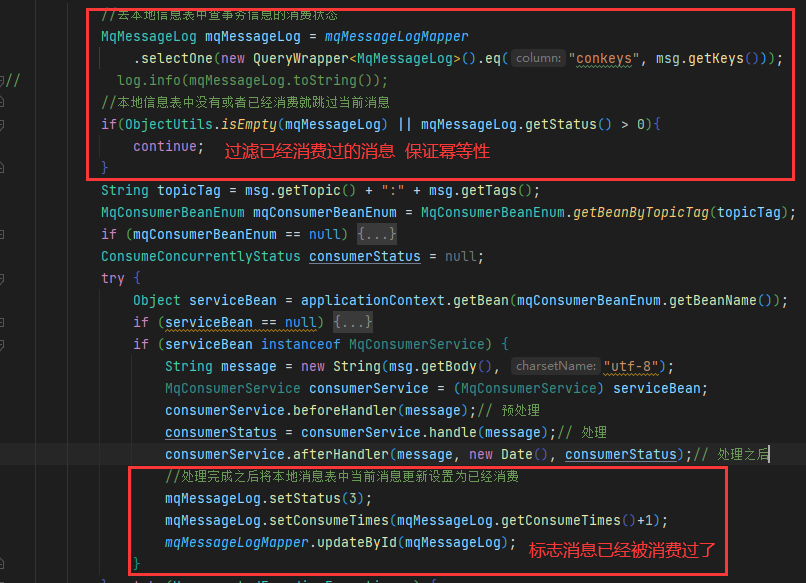 //去本地信息表中查事务信息的消费状态
MqMessageLog mqMessageLog = mqMessageLogMapper
.selectOne(new QueryWrapper<MqMessageLog>().eq( column: "conkeys", msg.getKeys()));
// log.info(mqMessageLog.toString());
//本地信息表中没有或者已经消费就跳过当前消息
if(ObjectUtils.isEmpty(mqMessageLog) || mqMessageLog.getStatus() > 0){
continue; 过滤已经消费过的消息 保证幂等性
}
String topicTag = msg.getTopic() + ":" + msg.getTags();
MqConsumerBeanEnum mqConsumerBeanEnum = MqConsumerBeanEnum.getBeanByTopicTag(topicTag);
if (mqConsumerBeanEnum == null) {...}
ConsumeConcurrentlyStatus consumerStatus = null;
try {
Object serviceBean = applicationContext.getBean(mqConsumerBeanEnum.getBeanName());
if (serviceBean == null) {...}
if (serviceBean instanceof MqConsumerService) {
String message = new String(msg.getBody(), charsetName: "utf-8");
MqConsumerService consumerService = (MqConsumerService) serviceBean;
consumerService.beforeHandler(message);// 预处理
consumerStatus = consumerService.handle(message);// 处理
consumerService.afterHandler(message, new Date(), consumerStatus);// 处理之后
//处理完成之后将本地消息表中当前消息更新设置为已经消费
mqMessageLog.setStatus(3);
mqMessageLog.setConsumeTimes(mqMessageLog.getConsumeTimes()+1);
mqMessageLogMapper.updateById(mqMessageLog); 标志消息已经被消费过了
}